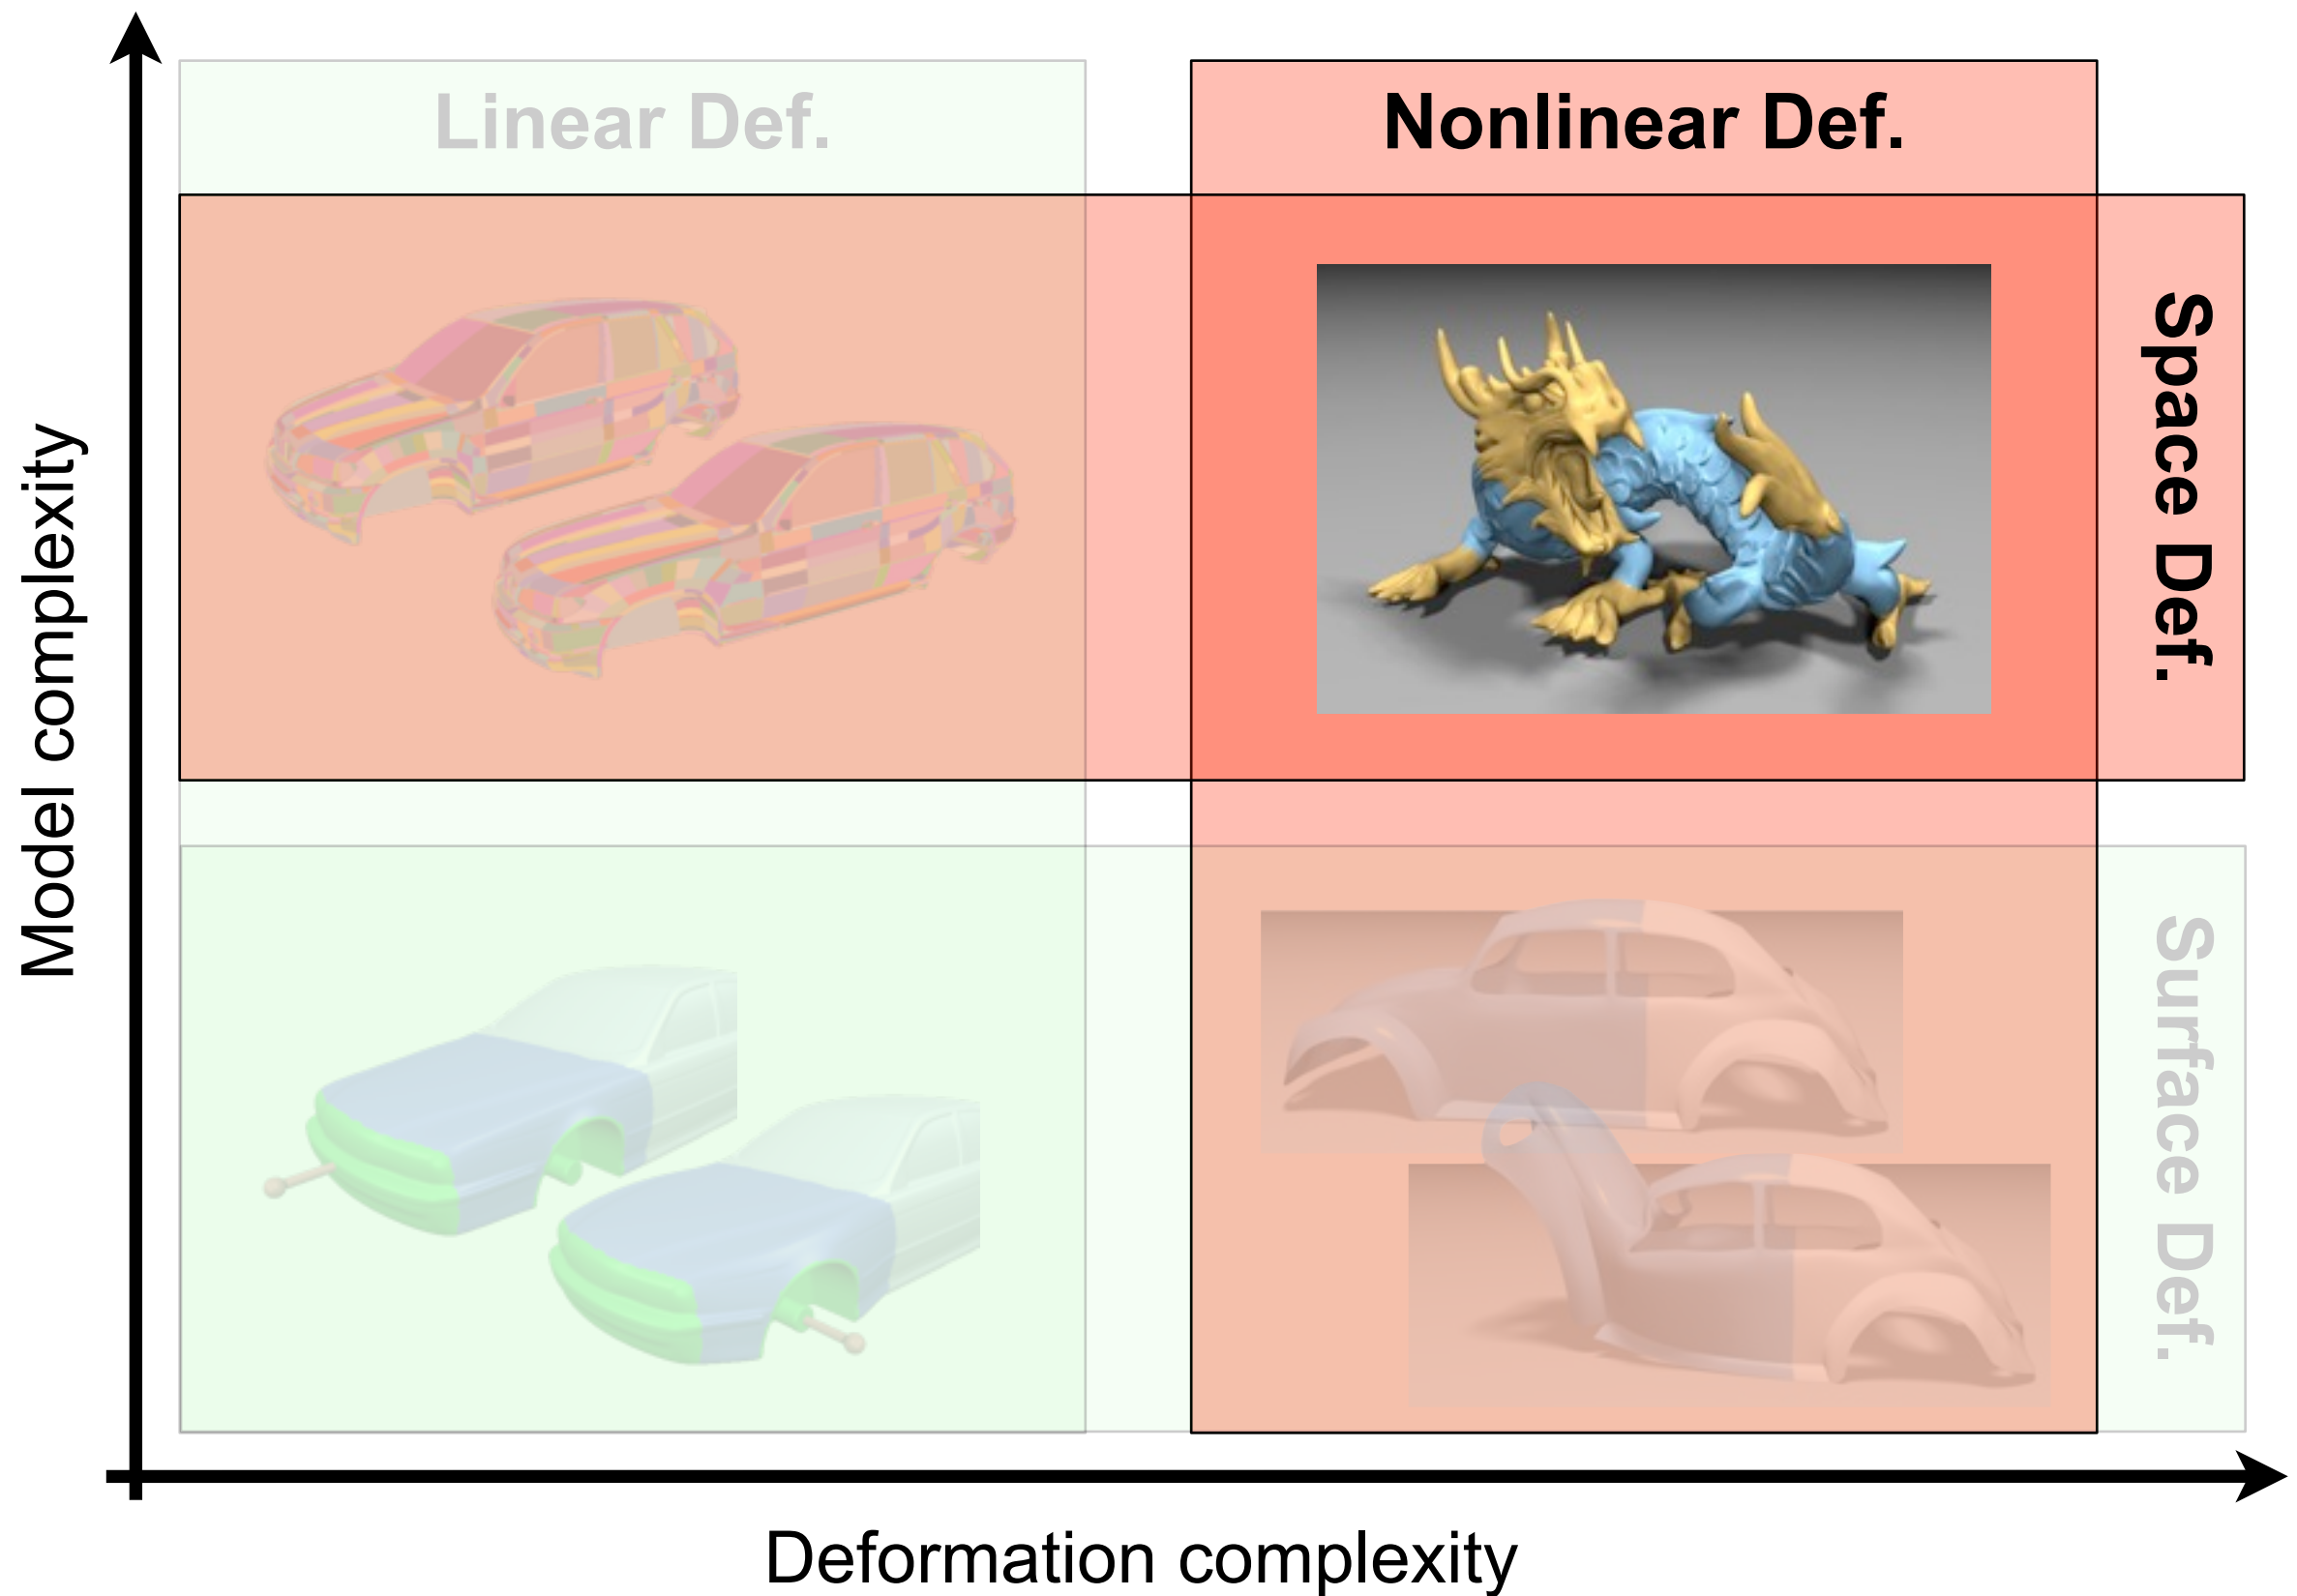 Linear Def.
Nonlinear Def.
Space Def.
Surface Def.
Model complexity
Deformation complexity